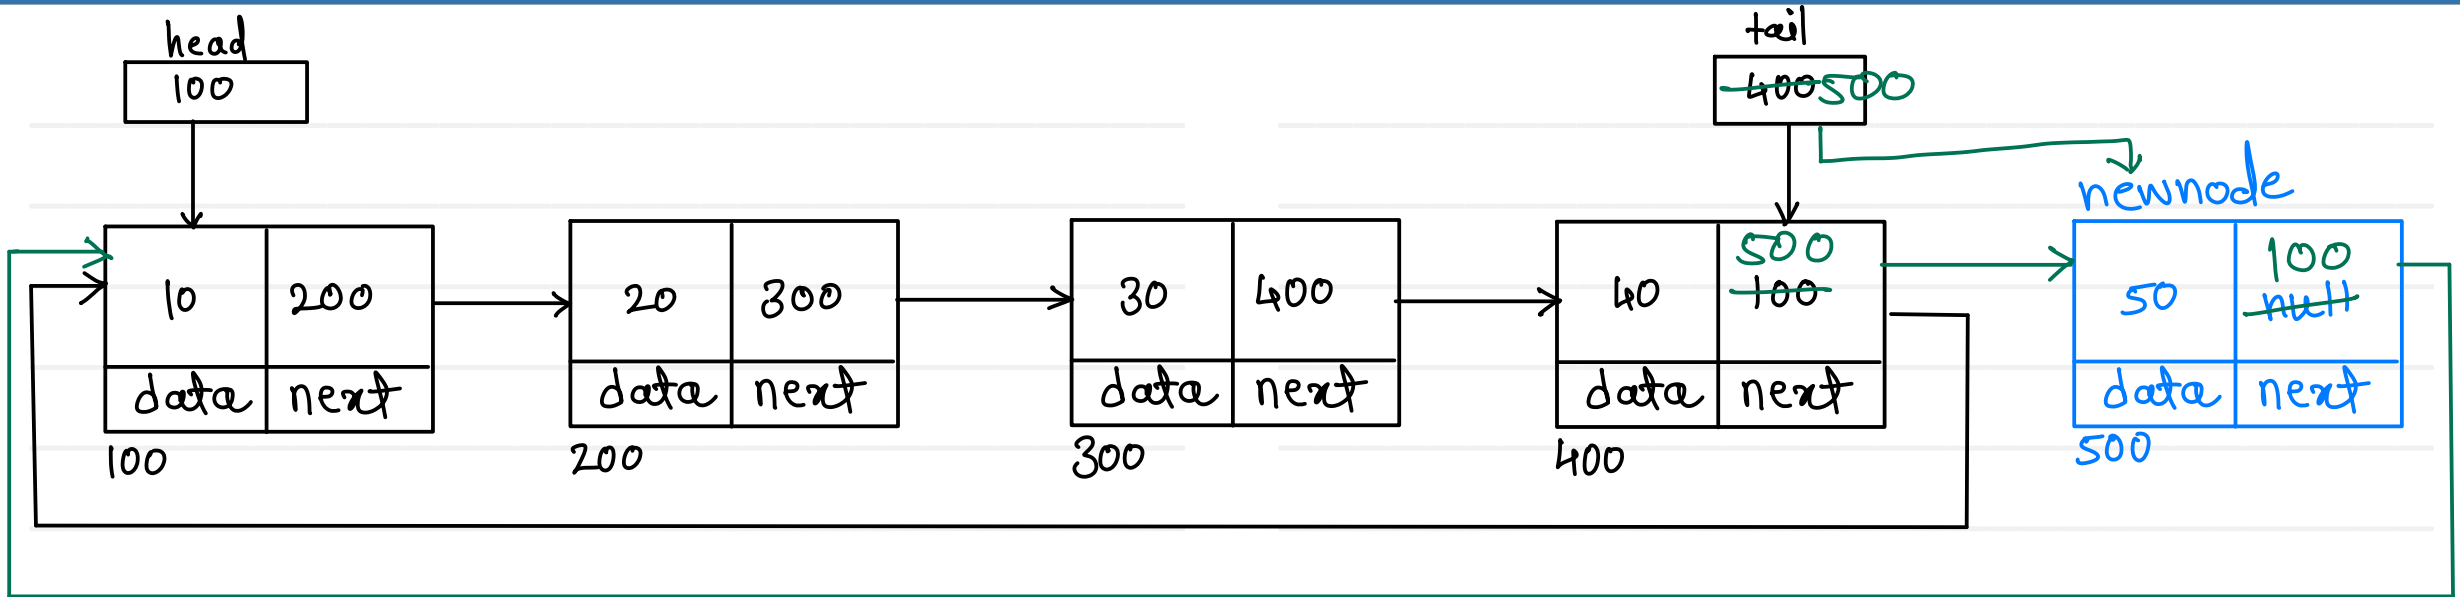 head
tail
100
400 500
newnode
500
100
10 200
20 300
30 400
40 100
50 null
data next
data next
data next
data next
data next
100
200
300
400
500